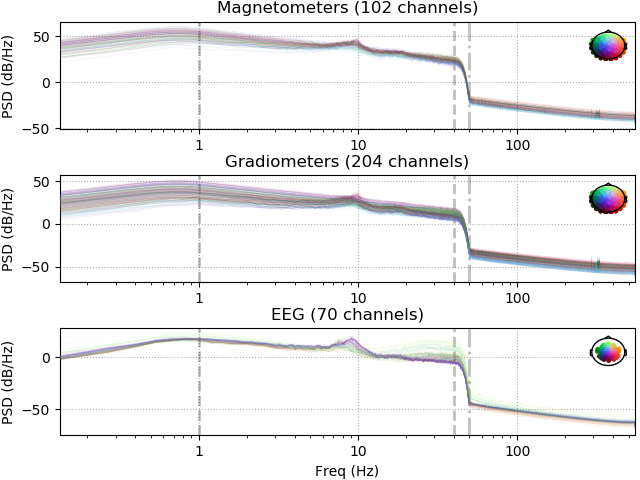 Magnetometers (102 channels)
PSD (dB/Hz)
50
0
−50
1
10
100
Gradiometers (204 channels)
PSD (dB/Hz)
50
0
−50
1
10
100
EEG (70 channels)
PSD (dB/Hz)
0
−50
1
10
100
Freq (Hz)